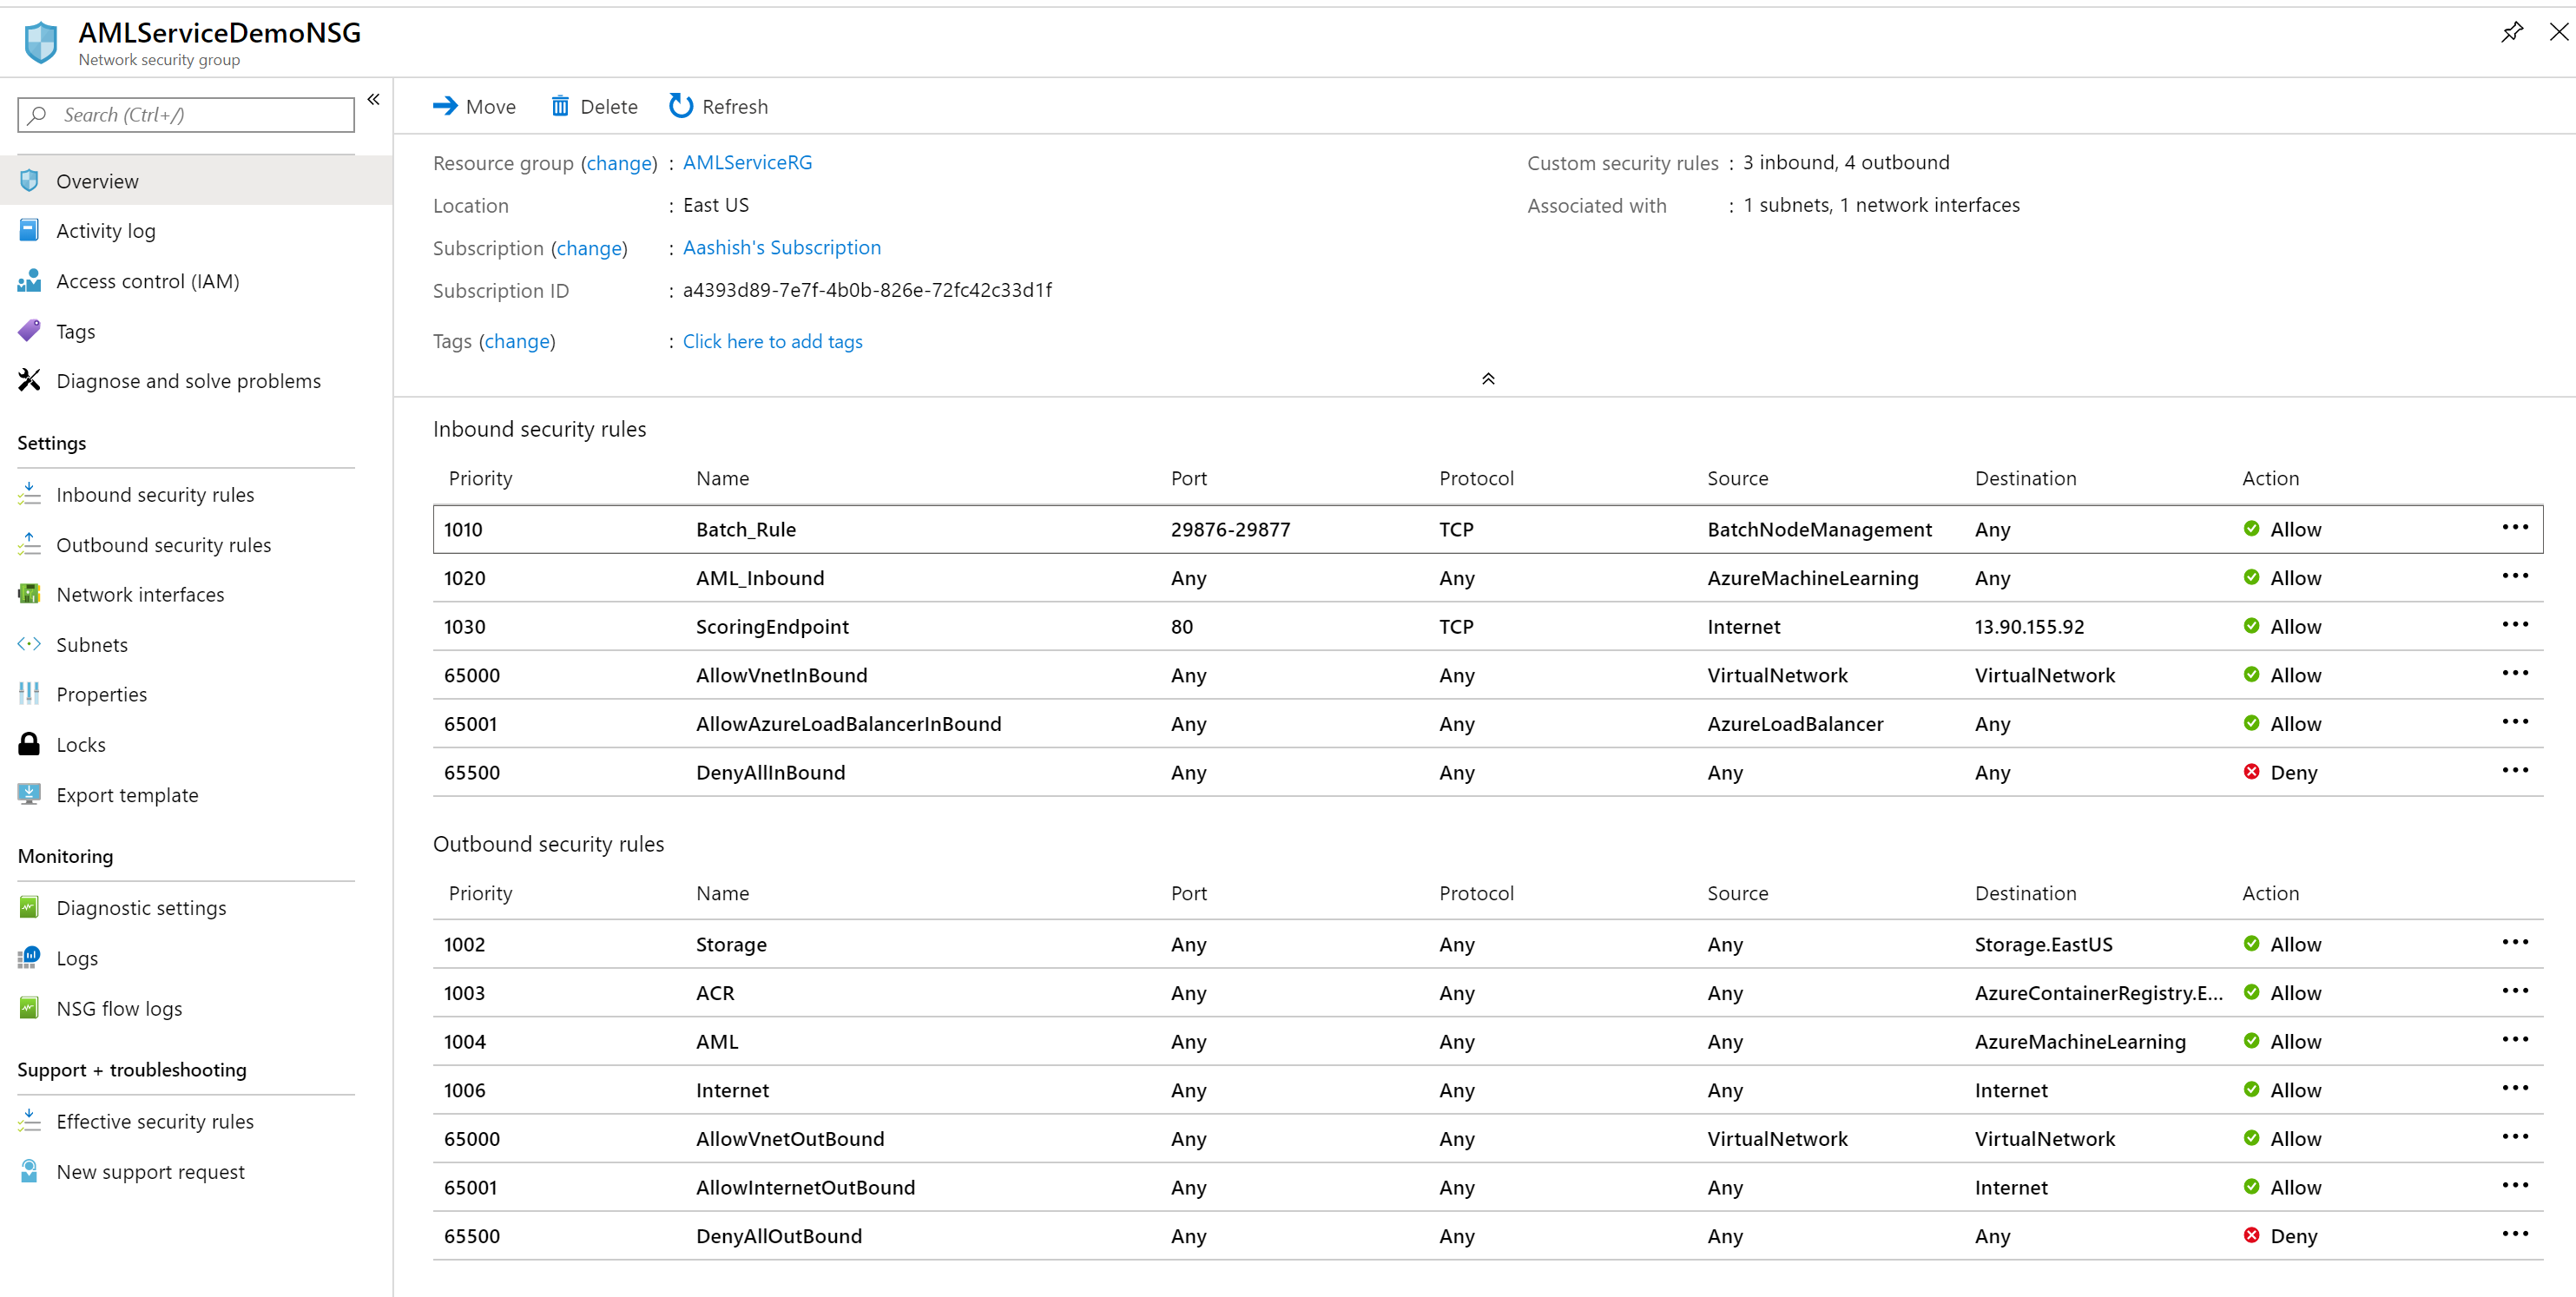 AMLServiceDemoNSG
Network security group
Search (Ctrl+/)
Overview
Activity log
Access control (IAM)
Tags
Diagnose and solve problems
Settings
Inbound security rules
Outbound security rules
Network interfaces
Subnets
Properties
Locks
Export template
Monitoring
Diagnostic settings
Logs
NSG flow logs
Support + troubleshooting
Effective security rules
New support request
Move Delete Refresh
Resource group (change) : AMLServiceRG
Location : East US
Subscription (change) : Aashish's Subscription
Subscription ID : a4393d89-7e7f-4b0b-826e-72fc42c33d1f
Tags (change) : Click here to add tags
Custom security rules : 3 inbound, 4 outbound
Associated with : 1 subnets, 1 network interfaces
Inbound security rules
Priority Name Port Protocol Source Destination Action
1010 Batch_Rule 29876-29877 TCP BatchNodeManagement Any Allow
1020 AML_Inbound Any Any AzureMachineLearning Any Allow
1030 ScoringEndpoint 80 TCP Internet 13.90.155.92 Allow
65000 AllowVnetInBound Any Any VirtualNetwork VirtualNetwork Allow
65001 AllowAzureLoadBalancerInBound Any Any AzureLoadBalancer Any Allow
65500 DenyAllInBound Any Any Any Any Deny
Outbound security rules
Priority Name Port Protocol Source Destination Action
1002 Storage Any Any Any Storage.EastUS Allow
1003 ACR Any Any Any AzureContainerRegistry.E... Allow
1004 AML Any Any Any AzureMachineLearning Allow
1006 Internet Any Any Any Internet Allow
65000 AllowVnetOutBound Any Any VirtualNetwork VirtualNetwork Allow
65001 AllowInternetOutBound Any Any Any Internet Allow
65500 DenyAllOutBound Any Any Any Any Deny